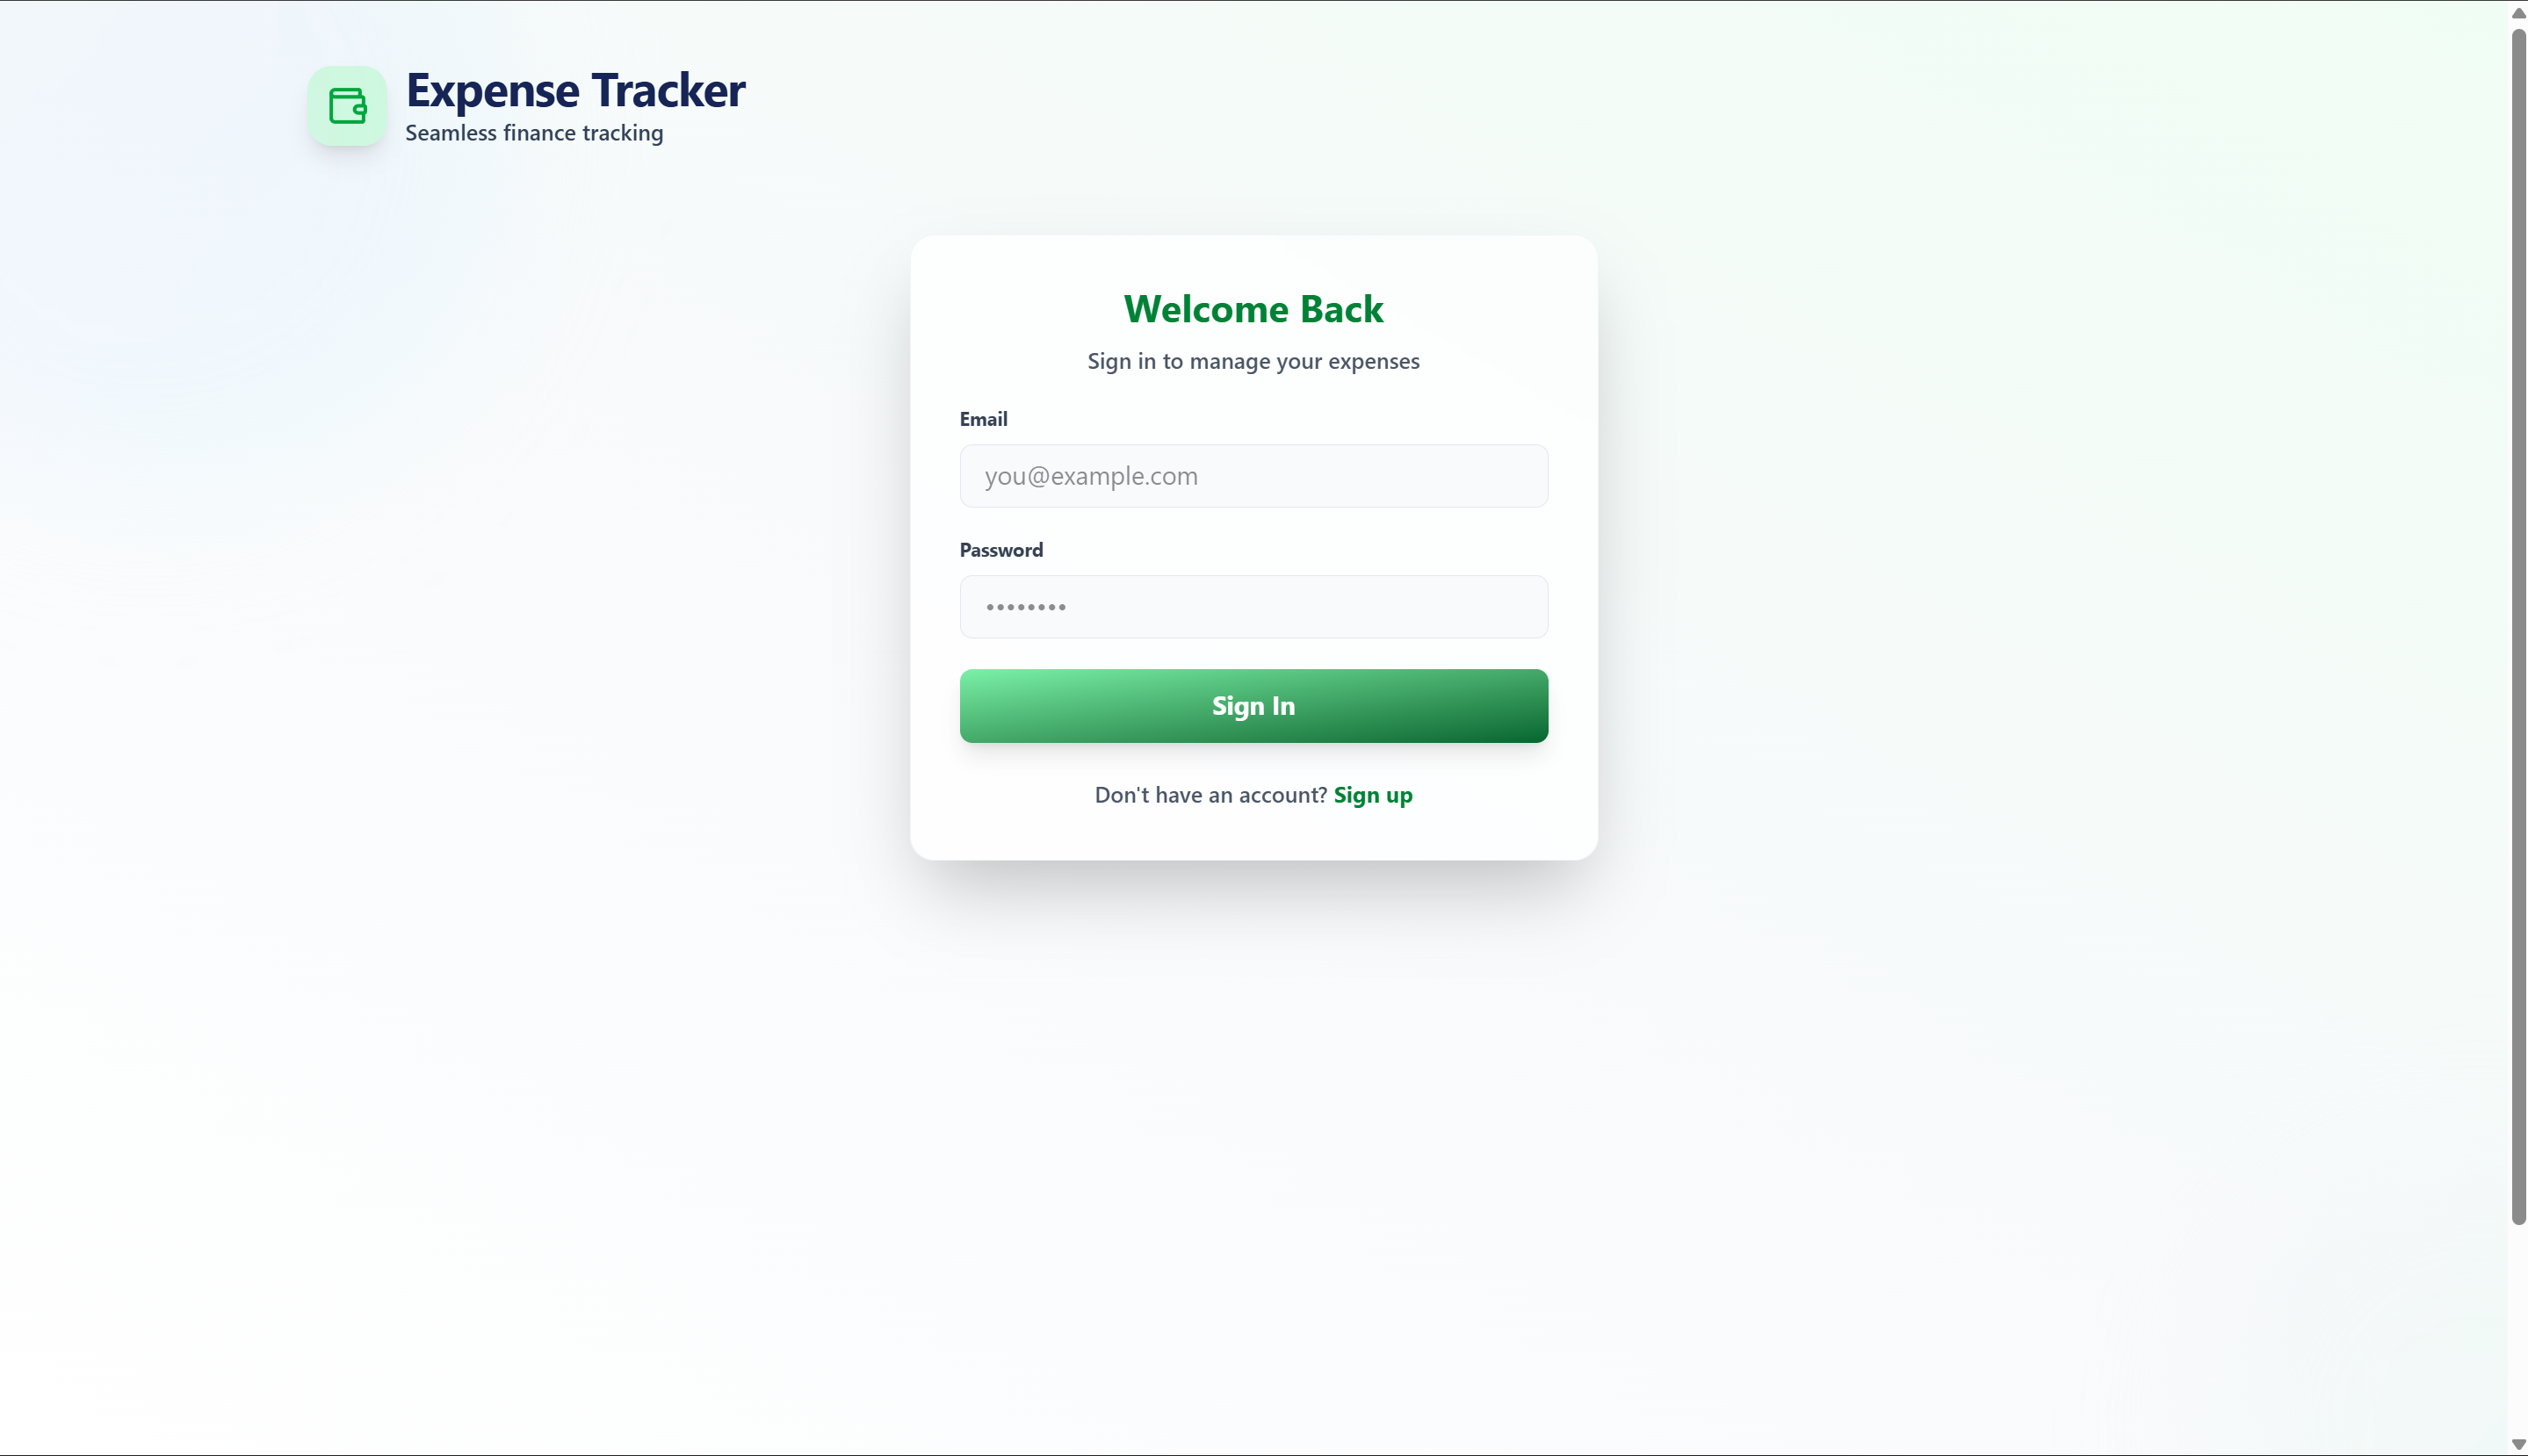 Expense Tracker
Seamless finance tracking
Welcome Back
Sign in to manage your expenses
Email
you@example.com
Password
••••••••
Sign In
Don't have an account? Sign up